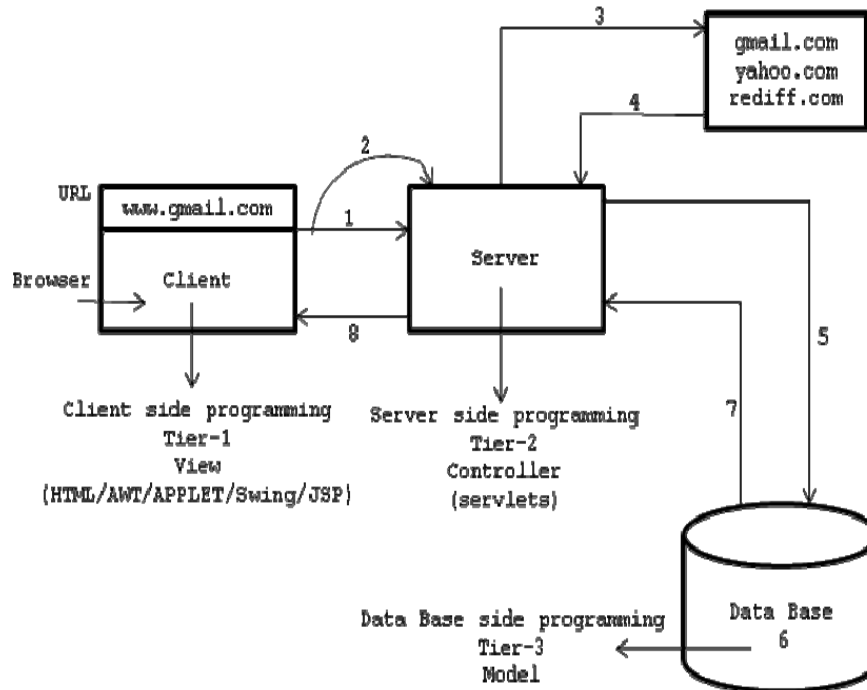 3
gmail.com
yahoo.com
rediff.com
4
2
URL
www.gmail.com
1
Server
Browser
Client
8
5
7
Client side programming
Tier-1
View
(HTML/AWT/APPLET/Swing/JSP)
Server side programming
Tier-2
Controller
(servlets)
Data Base
6
Data Base side programming
Tier-3
Model